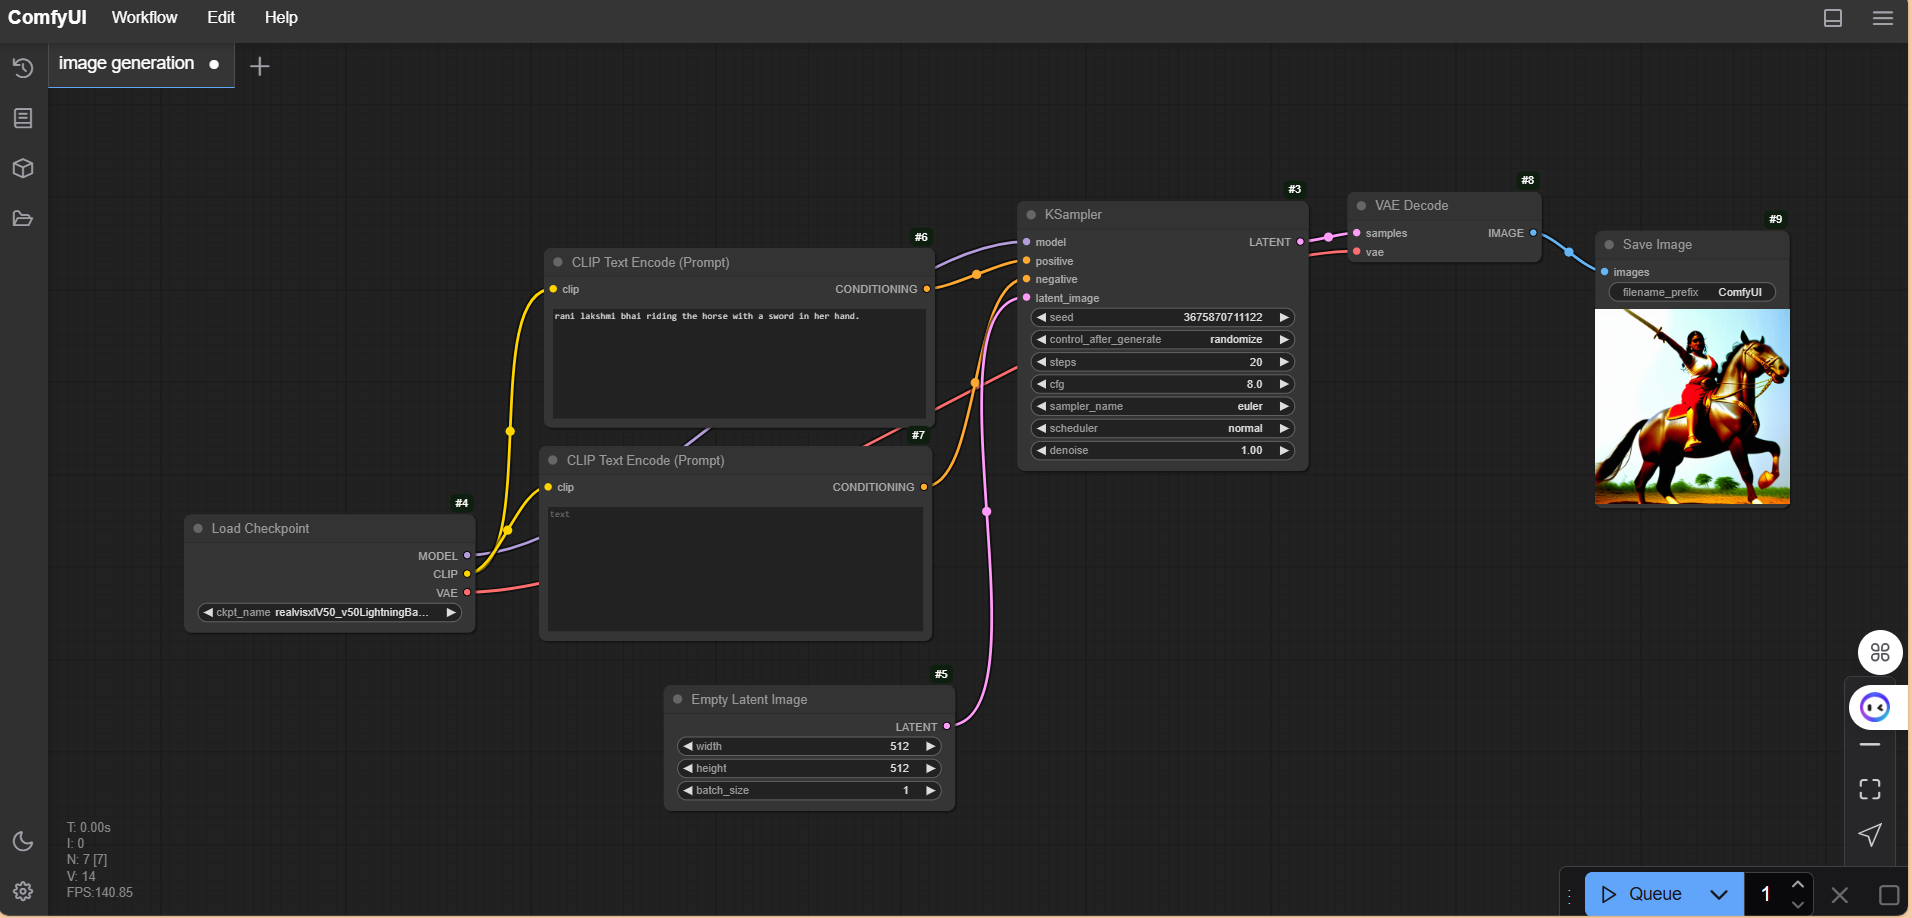 ComfyUI Workflow Edit Help
image generation
#6
CLIP Text Encode (Prompt)
clip CONDITIONING
rani lakshmi bhai riding the horse with a sword in her hand.
#7
CLIP Text Encode (Prompt)
clip CONDITIONING
text
#4
Load Checkpoint
MODEL
CLIP
VAE
ckpt_name realvisxlV50_v50LightningBa...
#5
Empty Latent Image
LATENT
width 512
height 512
batch_size 1
#3
KSampler
model LATENT
positive
negative
latent_image
seed 3675870711122
control_after_generate randomize
steps 20
cfg 8.0
sampler_name euler
scheduler normal
denoise 1.00
#8
VAE Decode
samples IMAGE
vae
#9
Save Image
images
filename_prefix ComfyUI
T: 0.00s
I: 0
N: 7 [7]
V: 14
FPS:140.85
Queue 1